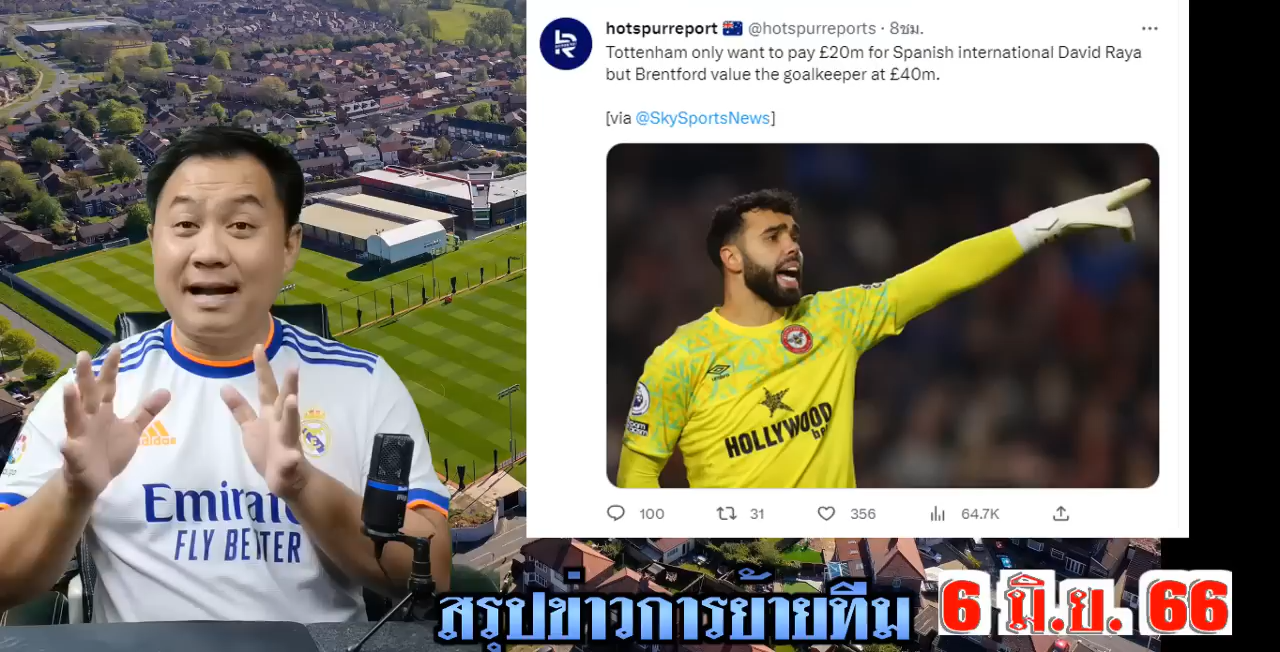 hotspurreport 🇦🇺 @hotspurreports · 8ชม.
Tottenham only want to pay £20m for Spanish international David Raya
but Brentford value the goalkeeper at £40m.
[via @SkySportsNews]
HOLLYWOOD
100 31 356 64.7K
adidas
Emirates
FLY BETTER
สรุปข่าวการย้ายทีม 6 มิ.ย. 66